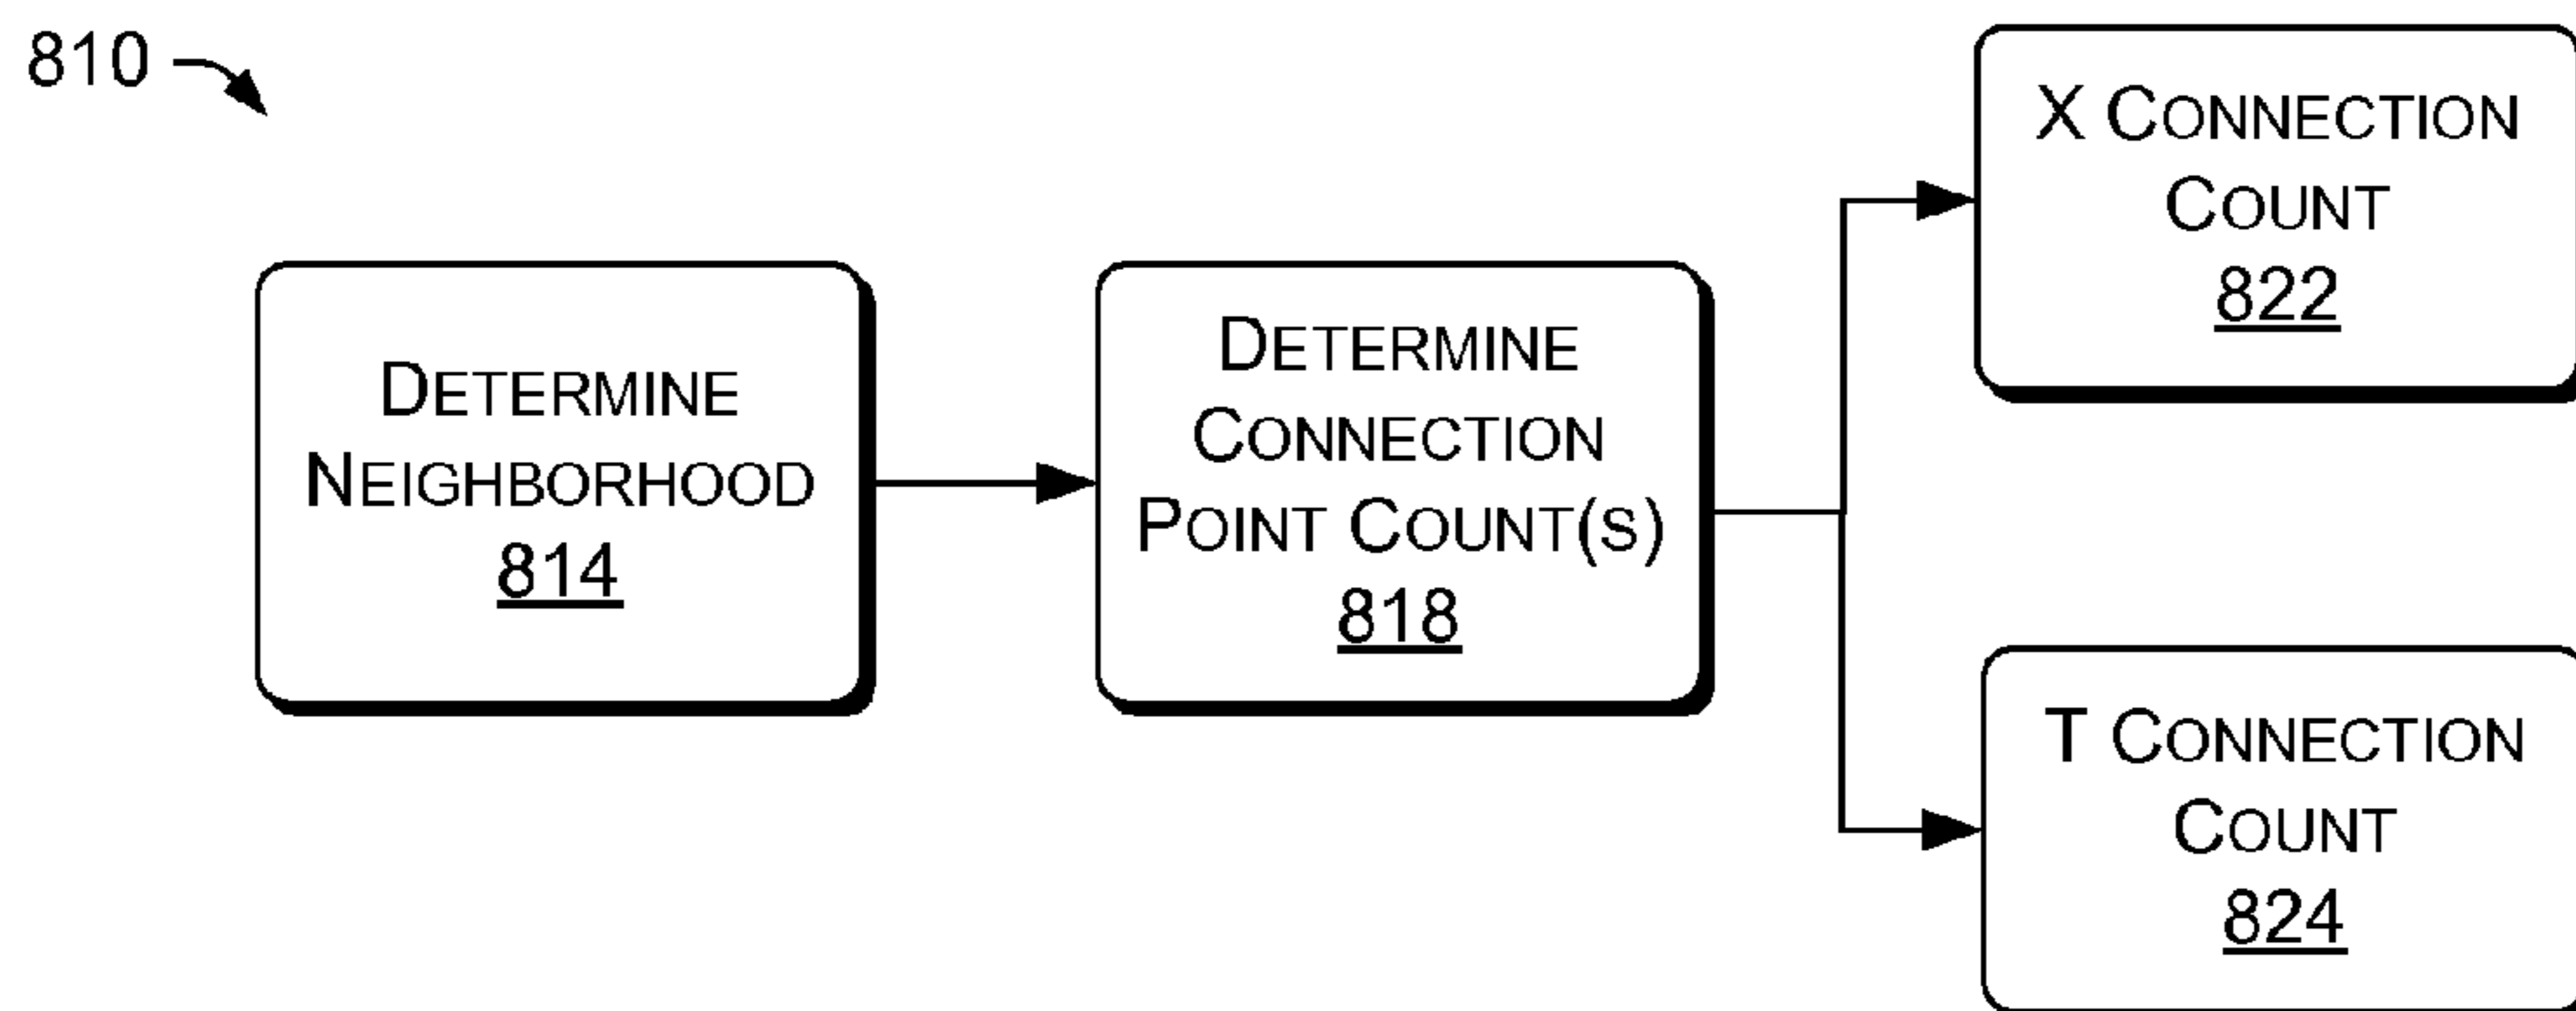 810
DETERMINE
NEIGHBORHOOD
814
DETERMINE
CONNECTION
POINT COUNT(S)
818
X CONNECTION
COUNT
822
T CONNECTION
COUNT
824